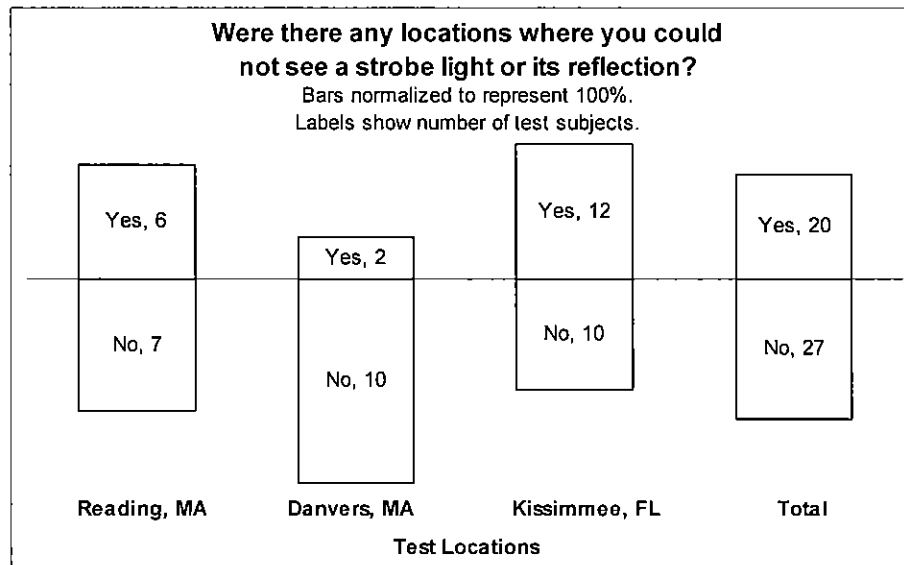 Were there any locations where you could
not see a strobe light or its reflection?
Bars normalized to represent 100%.
Labels show number of test subjects.
Yes, 6
Yes, 2
Yes, 12
Yes, 20
No, 7
No, 10
No, 10
No, 27
Reading, MA
Danvers, MA
Kissimmee, FL
Total
Test Locations